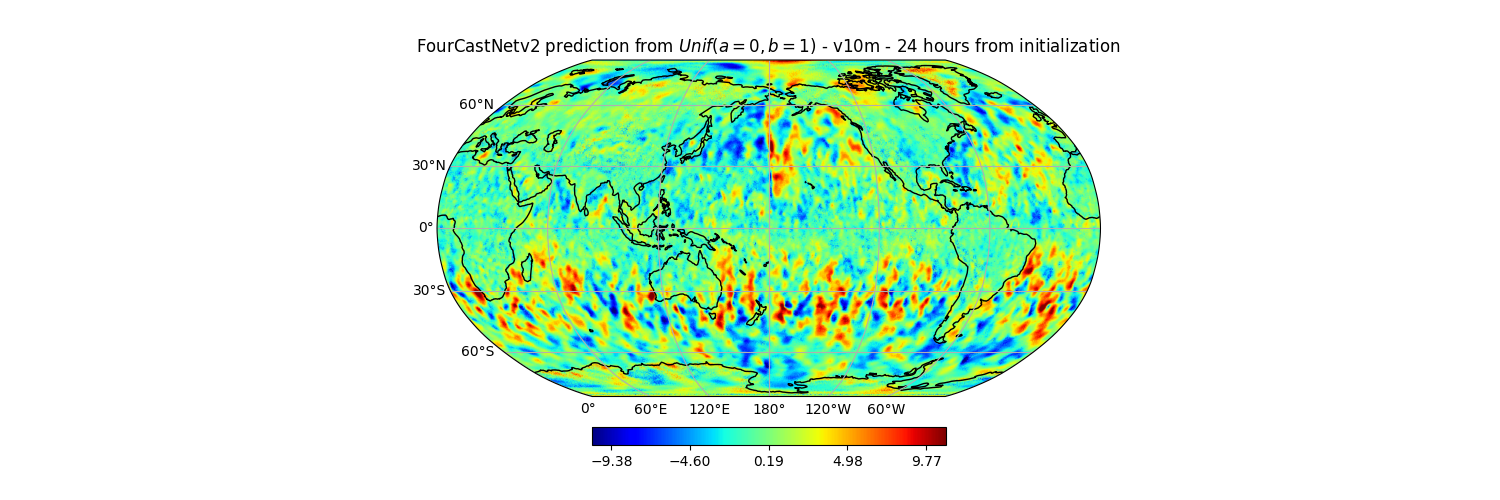 FourCastNetv2 prediction from Unif(a = 0, b = 1) - v10m - 24 hours from initialization
60°N
30°N
0°
30°S
60°S
0° 60°E 120°E 180° 120°W 60°W
−9.38 −4.60 0.19 4.98 9.77